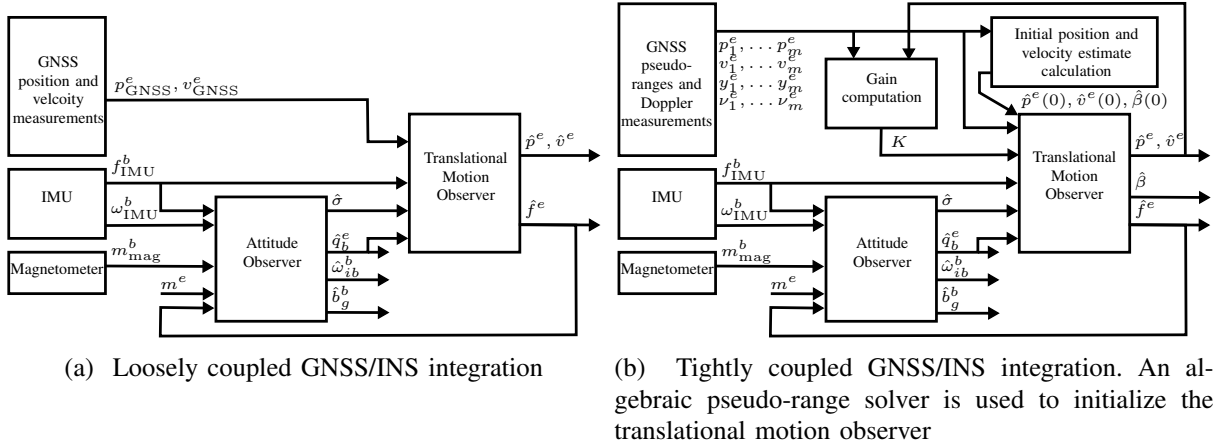 GNSS
position and
velcoity
measurements
p^e_GNSS, v^e_GNSS
IMU
f^b_IMU
ω^b_IMU
Magnetometer
m^b_mag
m^e
Attitude
Observer
σ̂
q̂^e_b
ω̂^b_ib
b̂^b_g
Translational
Motion
Observer
p̂^e, v̂^e
f̂^e
(a) Loosely coupled GNSS/INS integration
GNSS
pseudo-
ranges and
Doppler
measurements
p^e_1, … p^e_m
v^e_1, … v^e_m
y^e_1, … y^e_m
ν^e_1, … ν^e_m
Gain
computation
K
Initial position and
velocity estimate
calculation
p̂^e(0), v̂^e(0), β̂(0)
IMU
f^b_IMU
ω^b_IMU
Magnetometer
m^b_mag
m^e
Attitude
Observer
σ̂
q̂^e_b
ω̂^b_ib
b̂^b_g
Translational
Motion
Observer
p̂^e, v̂^e
β̂
f̂^e
(b) Tightly coupled GNSS/INS integration. An al-
gebraic pseudo-range solver is used to initialize the
translational motion observer